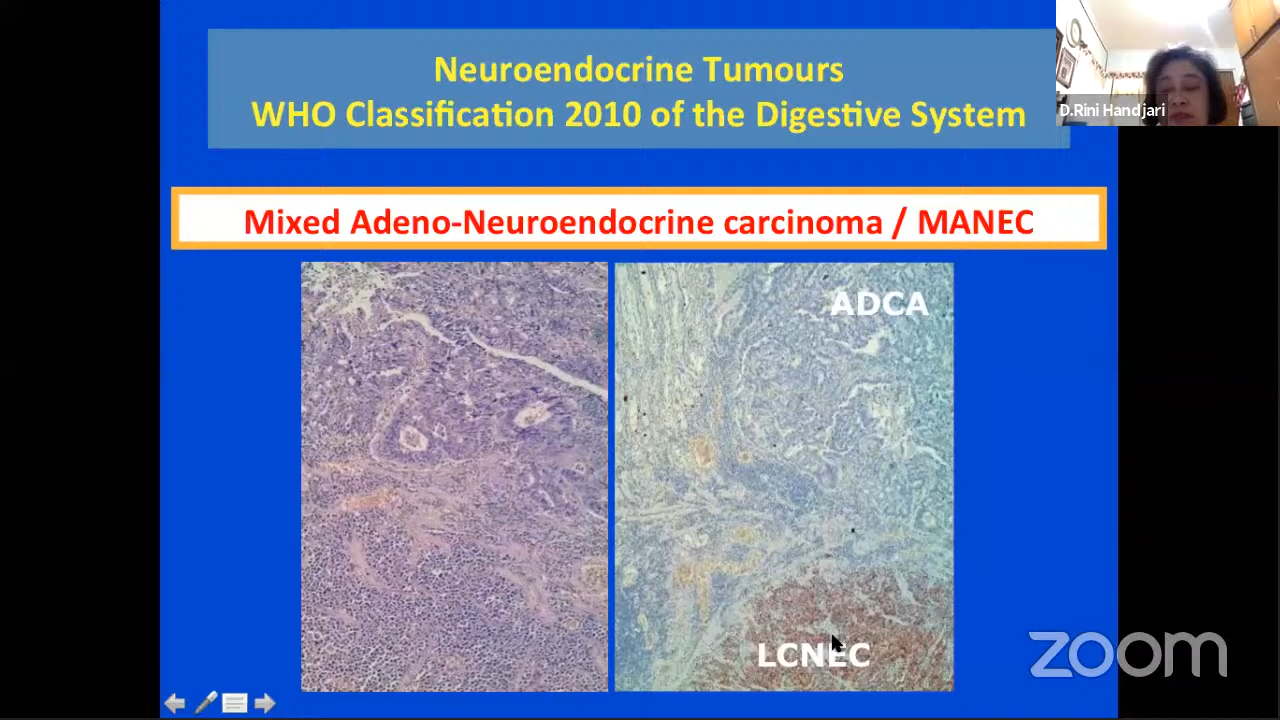 Neuroendocrine Tumours
WHO Classification 2010 of the Digestive System
D.Rini Handjari
Mixed Adeno-Neuroendocrine carcinoma / MANEC
ADCA
LCNEC
zoom